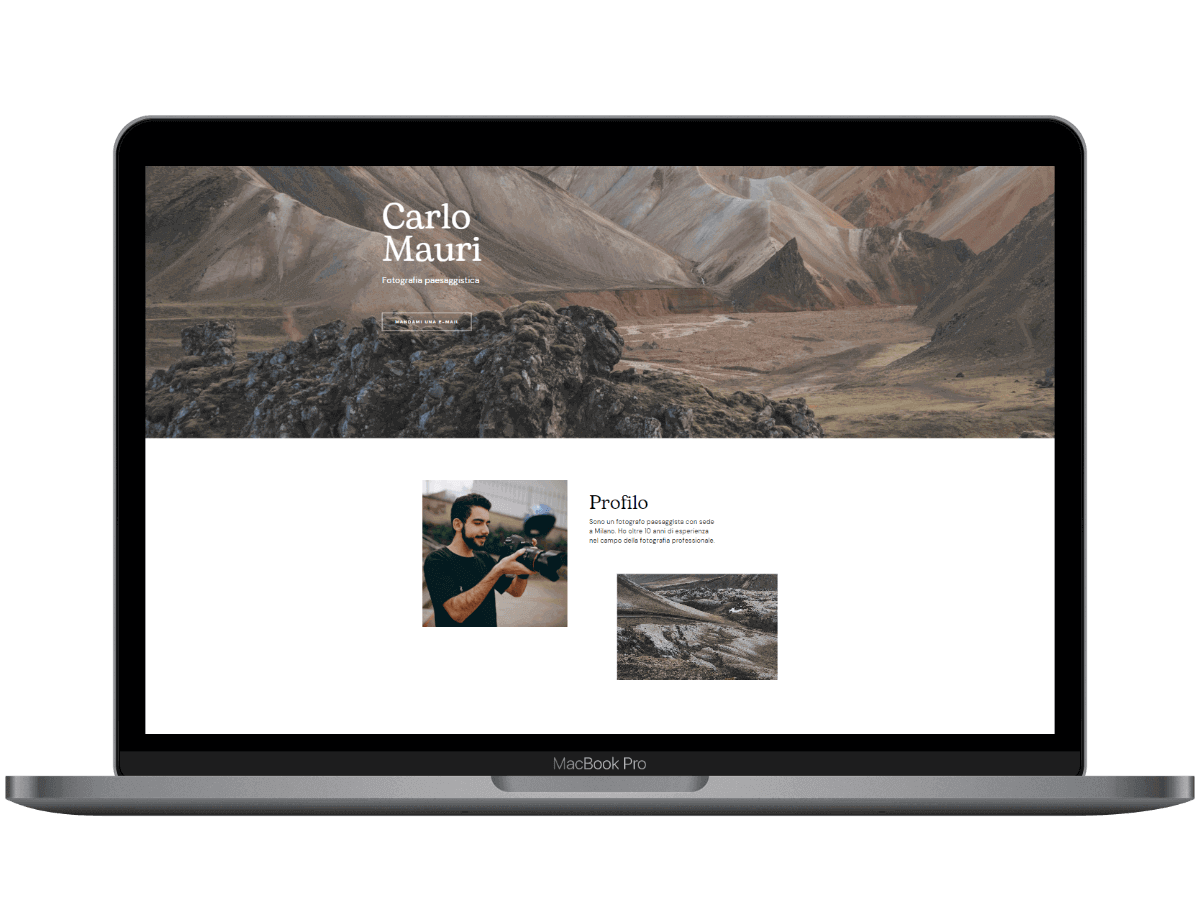 Carlo
Mauri
Fotografia paesaggistica
MANDAMI UNA E-MAIL
Profilo
Sono un fotografo paesaggista con sede
a Milano. Ho oltre 10 anni di esperienza
nel campo della fotografia professionale.
MacBook Pro